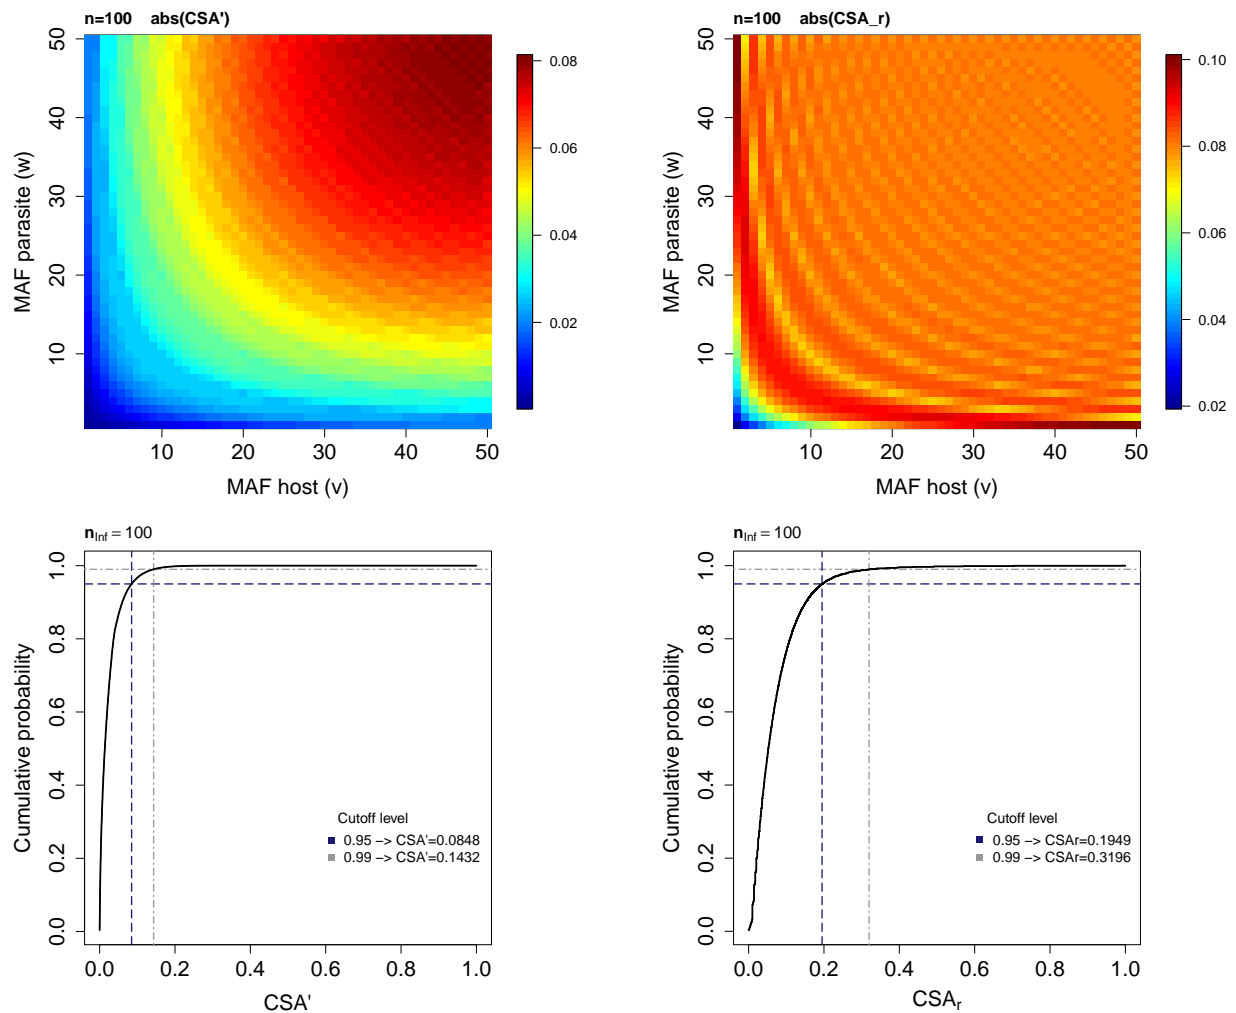 n=100 abs(CSA')
50
40
30
20
10
MAF parasite (w)
10 20 30 40 50
MAF host (v)
0.08
0.06
0.04
0.02
n=100 abs(CSA_r)
50
40
30
20
10
MAF parasite (w)
10 20 30 40 50
MAF host (v)
0.10
0.08
0.06
0.04
0.02
nInf = 100
1.0
0.8
0.6
0.4
0.2
0.0
Cumulative probability
Cutoff level
0.95 −> CSA'=0.0848
0.99 −> CSA'=0.1432
0.0 0.2 0.4 0.6 0.8 1.0
CSA'
nInf = 100
1.0
0.8
0.6
0.4
0.2
0.0
Cumulative probability
Cutoff level
0.95 −> CSAr=0.1949
0.99 −> CSAr=0.3196
0.0 0.2 0.4 0.6 0.8 1.0
CSAr